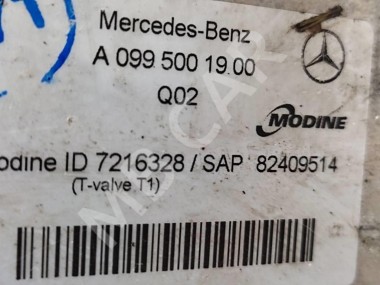 Mercedes-Benz
A 099 500 19.00
Q02
MODINE
odine ID 7216328 / SAP 82409514
(T-valve T1)